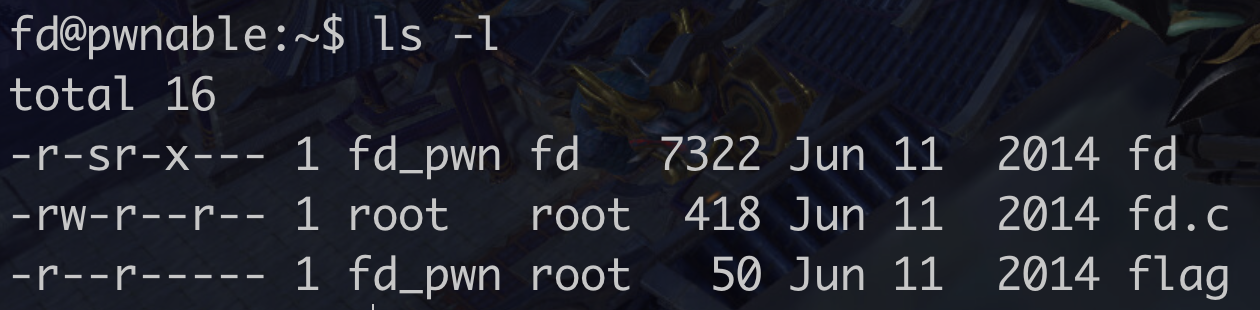 fd@pwnable:~$ ls -l
total 16
-r-sr-x--- 1 fd_pwn fd   7322 Jun 11  2014 fd
-rw-r--r-- 1 root   root  418 Jun 11  2014 fd.c
-r--r----- 1 fd_pwn root   50 Jun 11  2014 flag